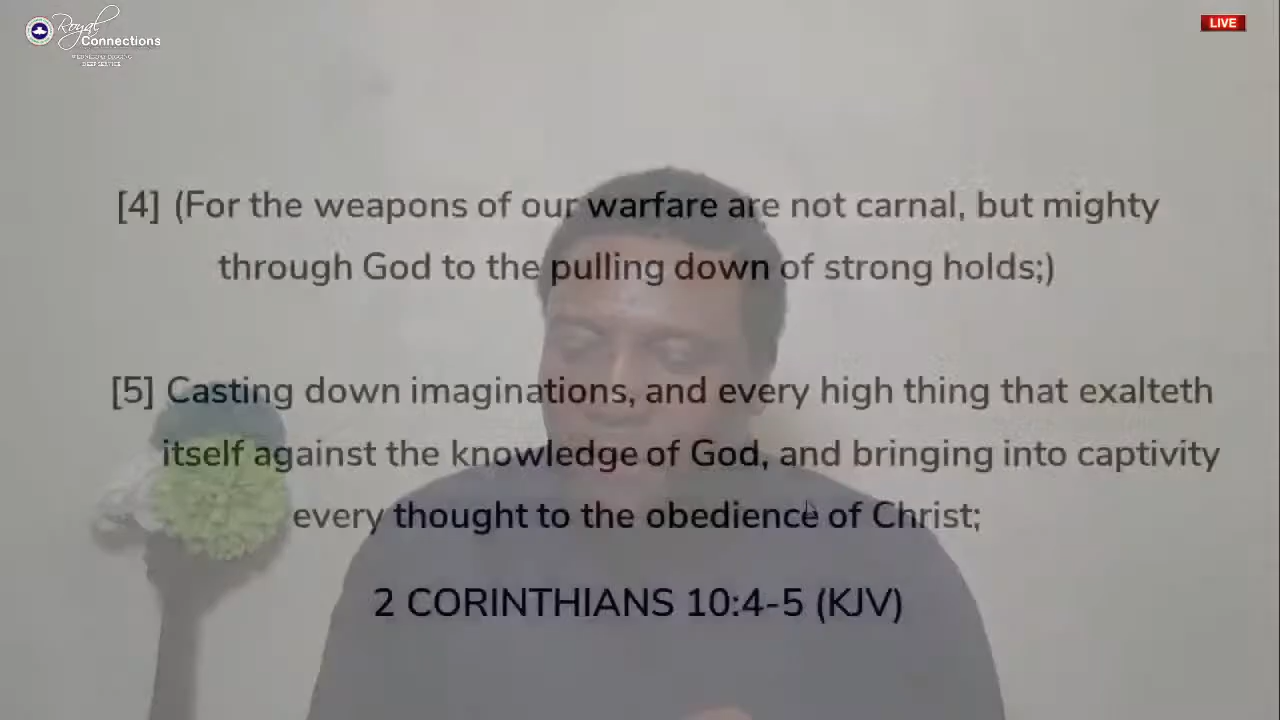 Royal
Connections
LIVE
[4] (For the weapons of our warfare are not carnal, but mighty
through God to the pulling down of strong holds;)
[5] Casting down imaginations, and every high thing that exalteth
itself against the knowledge of God, and bringing into captivity
every thought to the obedience of Christ;
2 CORINTHIANS 10:4-5 (KJV)